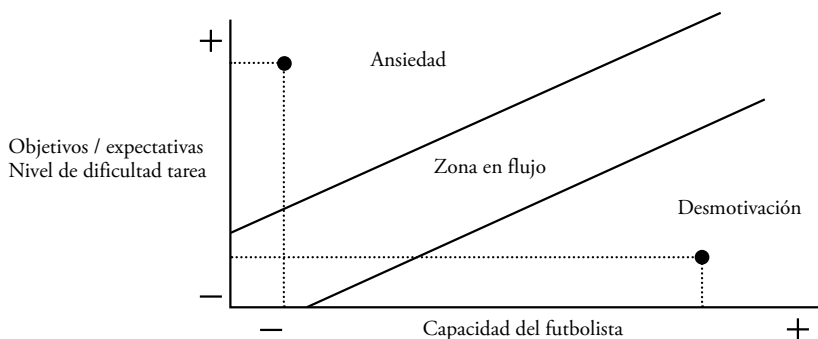 +
Ansiedad
Objetivos / expectativas
Nivel de dificultad tarea
Zona en flujo
Desmotivación
—
— Capacidad del futbolista +